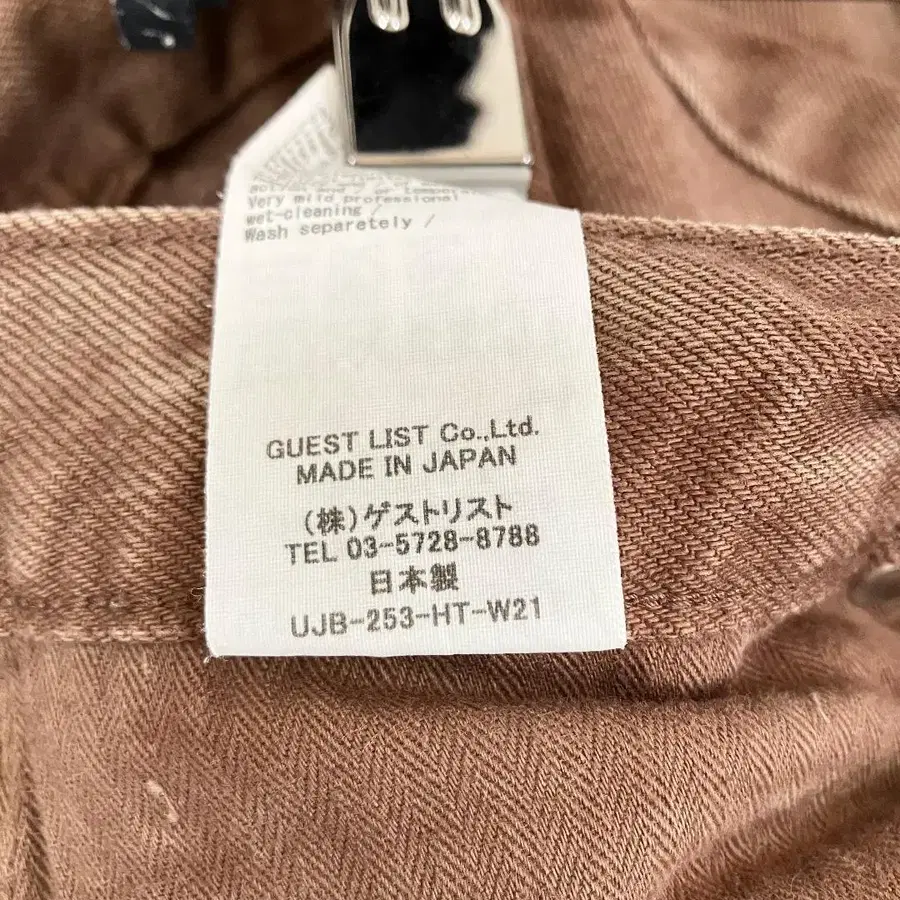 Very mild professional
wet-cleaning /
Wash separately /
GUEST LIST Co.,Ltd.
MADE IN JAPAN
(株)ゲストリスト
TEL 03-5728-8788
日本製
UJB-253-HT-W21